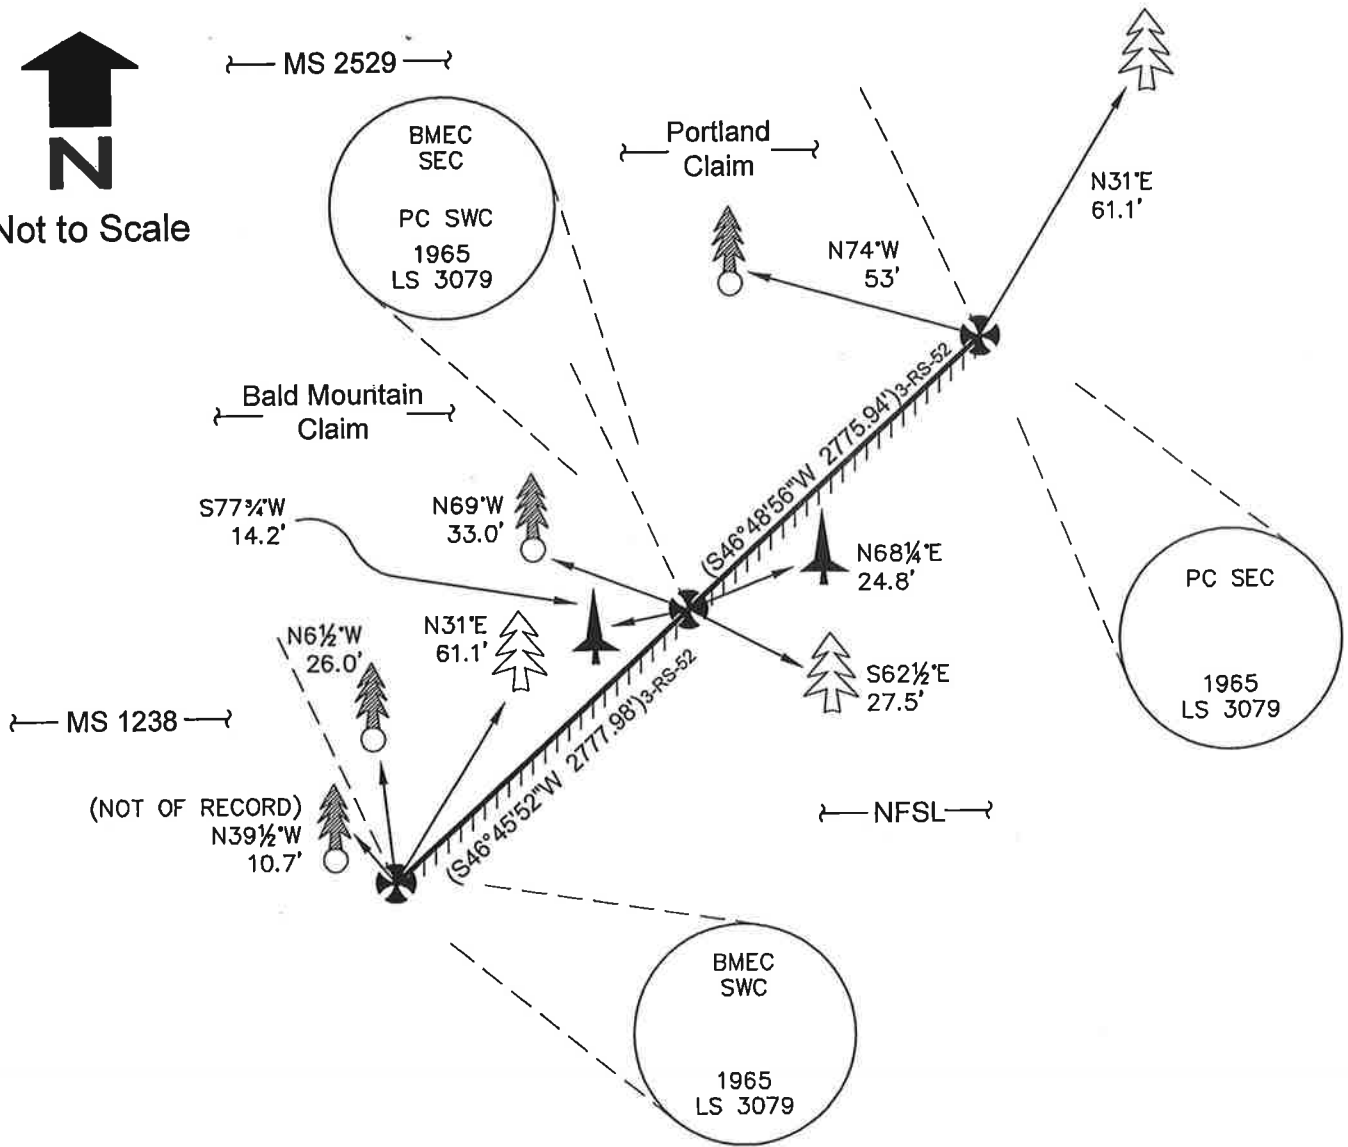 N
Not to Scale
MS 2529
BMEC
SEC
PC SWC
1965
LS 3079
Portland
Claim
N31°E
61.1'
N74°W
53'
(S46°48'56"W 2775.94')3-RS-52
Bald Mountain
Claim
S77¾°W
14.2'
N69°W
33.0'
N68¼°E
24.8'
PC SEC
1965
LS 3079
N6½°W
26.0'
N31°E
61.1'
S62½°E
27.5'
MS 1238
(S46°45'52"W 2777.98')3-RS-52
(NOT OF RECORD)
N39½°W
10.7'
NFSL
BMEC
SWC
1965
LS 3079